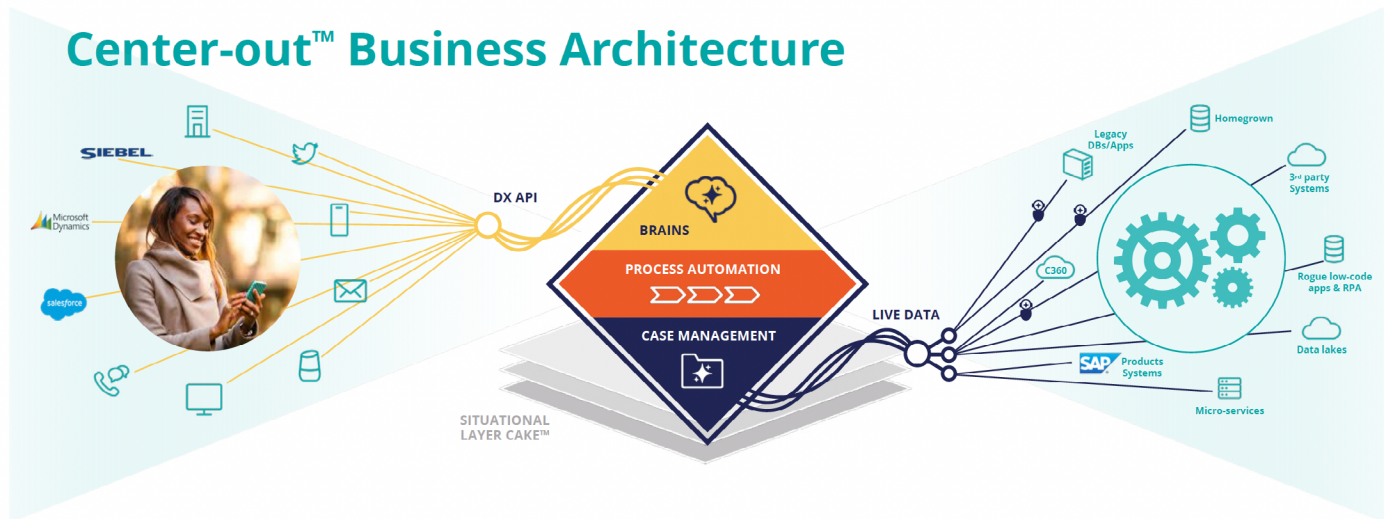 Center-out™ Business Architecture
SIEBEL
Microsoft
Dynamics
salesforce
DX API
BRAINS
PROCESS AUTOMATION
CASE MANAGEMENT
SITUATIONAL
LAYER CAKE™
LIVE DATA
Legacy
DBs/Apps
Homegrown
3rd party
Systems
C360
Rogue low-code
apps & RPA
Data lakes
SAP
Products
Systems
Micro-services